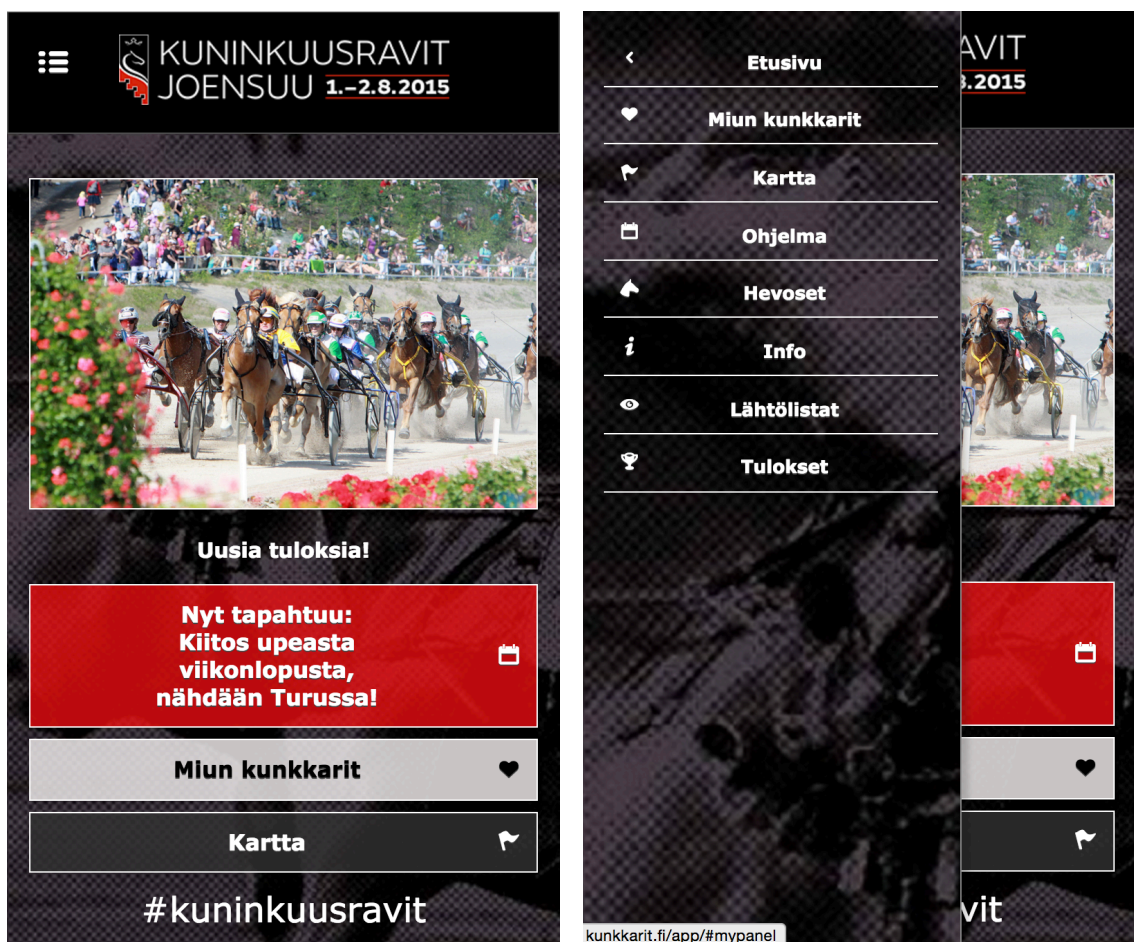 KUNINKUUSRAVIT
JOENSUU 1.–2.8.2015
Uusia tuloksia!
Nyt tapahtuu:
Kiitos upeasta
viikonlopusta,
nähdään Turussa!
Miun kunkkarit
Kartta
#kuninkuusravit
Etusivu
Miun kunkkarit
Kartta
Ohjelma
Hevoset
Info
Lähtölistat
Tulokset
kunkkarit.fi/app/#mypanel
AVIT
8.2015
vit